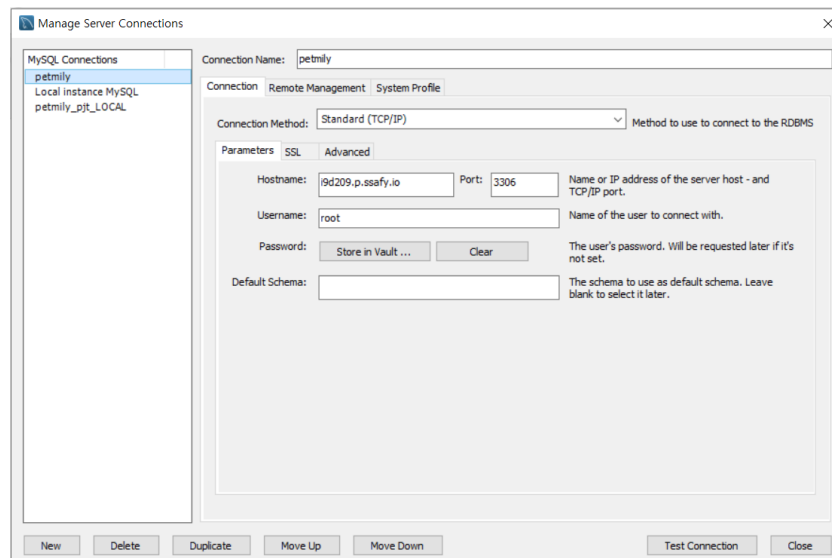 Manage Server Connections
MySQL Connections
petmily
Local instance MySQL
petmily_pjt_LOCAL
Connection Name: petmily
Connection Remote Management System Profile
Connection Method: Standard (TCP/IP) Method to use to connect to the RDBMS
Parameters SSL Advanced
Hostname: i9d209.p.ssafy.io Port: 3306 Name or IP address of the server host - and
TCP/IP port.
Username: root Name of the user to connect with.
Password: Store in Vault ... Clear The user's password. Will be requested later if it's
not set.
Default Schema: The schema to use as default schema. Leave
blank to select it later.
New Delete Duplicate Move Up Move Down Test Connection Close